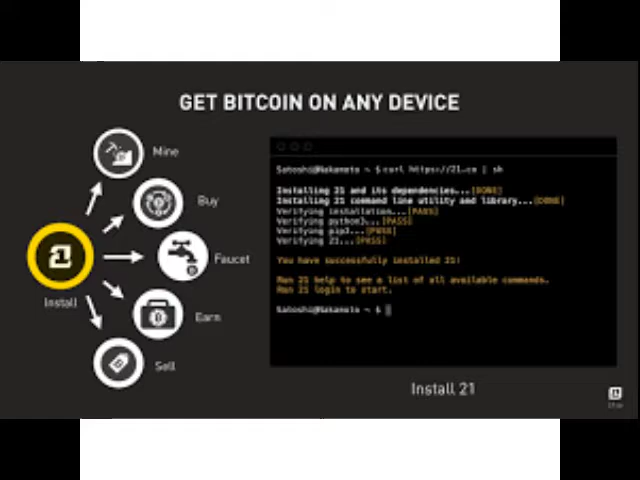 GET BITCOIN ON ANY DEVICE
Mine
Buy
Faucet
Earn
Sell
Install
Satoshi@Nakamoto ~ $ curl https://21.co | sh
Installing 21 and its dependencies...[DONE]
Installing 21 command line utility and library...[DONE]
Verifying installation...[PASS]
Verifying python3...[PASS]
Verifying pip3...[PASS]
Verifying 21...[PASS]
You have successfully installed 21!
Run 21 help to see a list of all available commands.
Run 21 login to start.
Satoshi@Nakamoto ~ $
Install 21